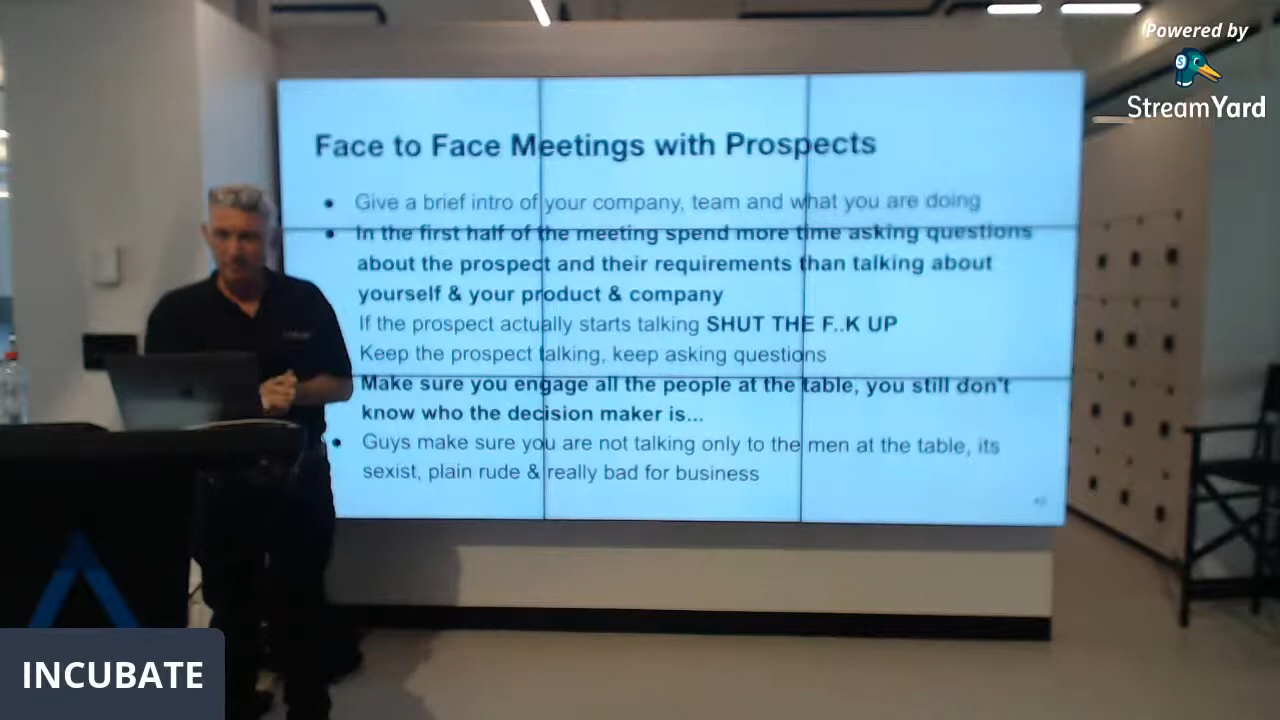 Powered by
StreamYard
Face to Face Meetings with Prospects
• Give a brief intro of your company, team and what you are doing
• In the first half of the meeting spend more time asking questions
about the prospect and their requirements than talking about
yourself & your product & company
If the prospect actually starts talking SHUT THE F..K UP
Keep the prospect talking, keep asking questions
Make sure you engage all the people at the table, you still don't
know who the decision maker is...
• Guys make sure you are not talking only to the men at the table, its
sexist, plain rude & really bad for business
INCUBATE